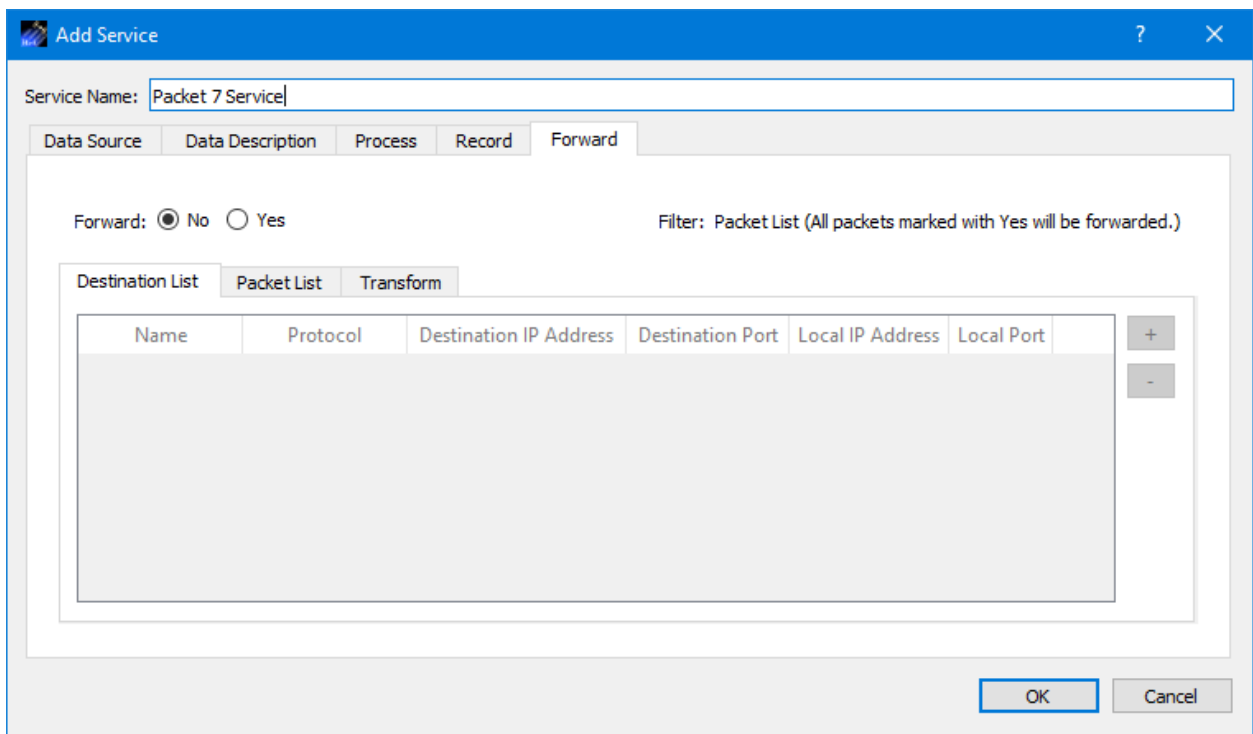 Add Service
?
Service Name: Packet 7 Service
Data Source Data Description Process Record Forward
Forward: No Yes Filter: Packet List (All packets marked with Yes will be forwarded.)
Destination List Packet List Transform
Name Protocol Destination IP Address Destination Port Local IP Address Local Port
+
-
OK Cancel